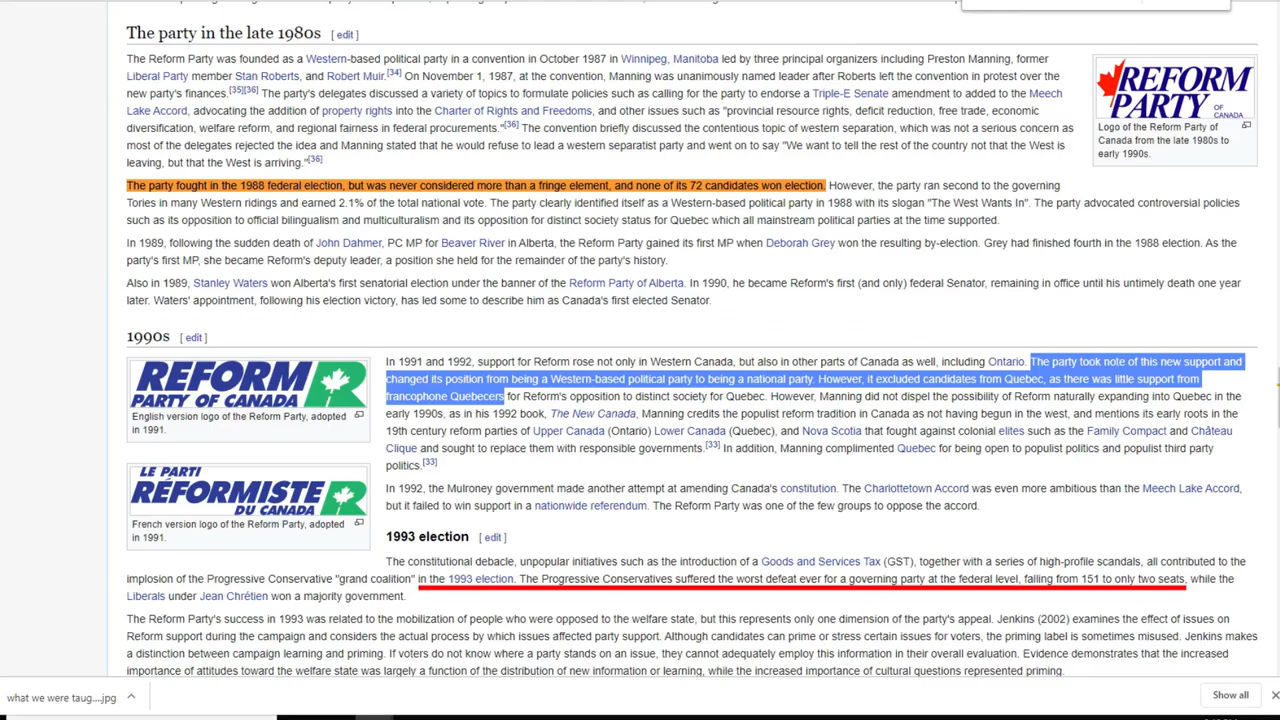 The party in the late 1980s [ edit ]
The Reform Party was founded as a Western-based political party in a convention in October 1987 in Winnipeg, Manitoba led by three principal organizers including Preston Manning, former
Liberal Party member Stan Roberts, and Robert Muir.[34] On November 1, 1987, at the convention, Manning was unanimously named leader after Roberts left the convention in protest over the
new party's finances.[35][36] The party's delegates discussed a variety of topics to formulate policies such as calling for the party to endorse a Triple-E Senate amendment to added to the Meech
Lake Accord, advocating the addition of property rights into the Charter of Rights and Freedoms, and other issues such as "provincial resource rights, deficit reduction, free trade, economic
diversification, welfare reform, and regional fairness in federal procurements."[36] The convention briefly discussed the contentious topic of western separation, which was not a serious concern as
most of the delegates rejected the idea and Manning stated that he would refuse to lead a western separatist party and went on to say "We want to tell the rest of the country not that the West is
leaving, but that the West is arriving."[36]
REFORM
PARTY OF CANADA
Logo of the Reform Party of
Canada from the late 1980s to
early 1990s.
The party fought in the 1988 federal election, but was never considered more than a fringe element, and none of its 72 candidates won election. However, the party ran second to the governing
Tories in many Western ridings and earned 2.1% of the total national vote. The party clearly identified itself as a Western-based political party in 1988 with its slogan "The West Wants In". The party advocated controversial policies
such as its opposition to official bilingualism and multiculturalism and its opposition for distinct society status for Quebec which all mainstream political parties at the time supported.
In 1989, following the sudden death of John Dahmer, PC MP for Beaver River in Alberta, the Reform Party gained its first MP when Deborah Grey won the resulting by-election. Grey had finished fourth in the 1988 election. As the
party's first MP, she became Reform's deputy leader, a position she held for the remainder of the party's history.
Also in 1989, Stanley Waters won Alberta's first senatorial election under the banner of the Reform Party of Alberta. In 1990, he became Reform's first (and only) federal Senator, remaining in office until his untimely death one year
later. Waters' appointment, following his election victory, has led some to describe him as Canada's first elected Senator.
1990s [ edit ]
REFORM
PARTY OF CANADA
English version logo of the Reform Party, adopted
in 1991.
LE PARTI
RÉFORMISTE
DU CANADA
French version logo of the Reform Party, adopted
in 1991.
In 1991 and 1992, support for Reform rose not only in Western Canada, but also in other parts of Canada as well, including Ontario. The party took note of this new support and
changed its position from being a Western-based political party to being a national party. However, it excluded candidates from Quebec, as there was little support from
francophone Quebecers for Reform's opposition to distinct society for Quebec. However, Manning did not dispel the possibility of Reform naturally expanding into Quebec in the
early 1990s, as in his 1992 book, The New Canada, Manning credits the populist reform tradition in Canada as not having begun in the west, and mentions its early roots in the
19th century reform parties of Upper Canada (Ontario) Lower Canada (Quebec), and Nova Scotia that fought against colonial elites such as the Family Compact and Château
Clique and sought to replace them with responsible governments.[33] In addition, Manning complimented Quebec for being open to populist politics and populist third party
politics.[33]
In 1992, the Mulroney government made another attempt at amending Canada's constitution. The Charlottetown Accord was even more ambitious than the Meech Lake Accord,
but it failed to win support in a nationwide referendum. The Reform Party was one of the few groups to oppose the accord.
1993 election [ edit ]
The constitutional debacle, unpopular initiatives such as the introduction of a Goods and Services Tax (GST), together with a series of high-profile scandals, all contributed to the
implosion of the Progressive Conservative "grand coalition" in the 1993 election. The Progressive Conservatives suffered the worst defeat ever for a governing party at the federal level, falling from 151 to only two seats, while the
Liberals under Jean Chrétien won a majority government.
The Reform Party's success in 1993 was related to the mobilization of people who were opposed to the welfare state, but this represents only one dimension of the party's appeal. Jenkins (2002) examines the effect of issues on
Reform support during the campaign and considers the actual process by which issues affected party support. Although candidates can prime or stress certain issues for voters, the priming label is sometimes misused. Jenkins makes
a distinction between campaign learning and priming. If voters do not know where a party stands on an issue, they cannot adequately employ this information in their overall evaluation. Evidence demonstrates that the increased
importance of attitudes toward the welfare state was largely a function of the distribution of new information or learning, while the increased importance of cultural questions represented priming.
what we were taug....jpg
Show all